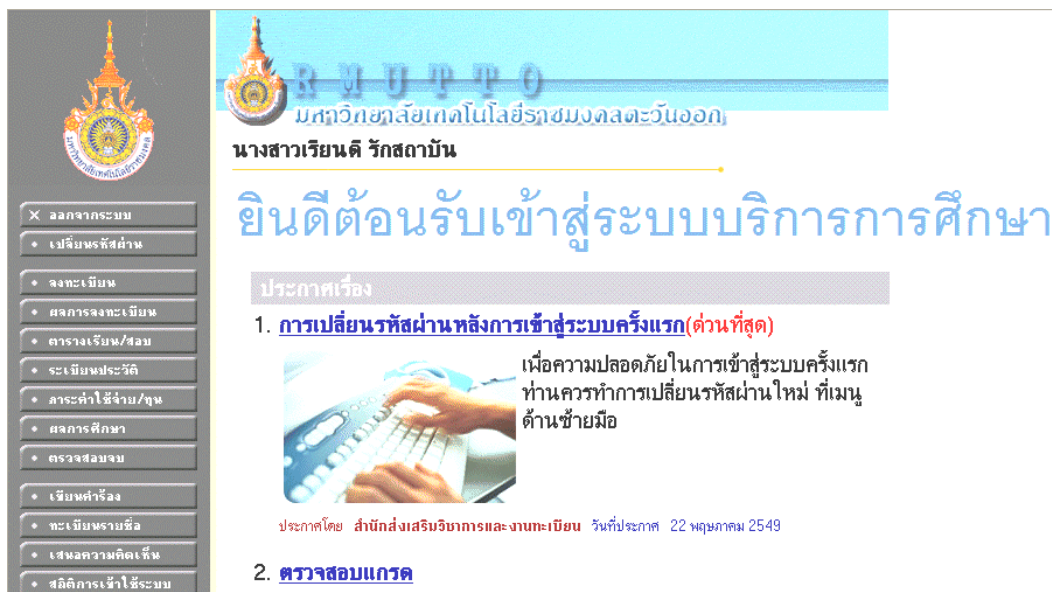 มหาวิทยาลัยเทคโนโลยีราช
ออกจากระบบ
เปลี่ยนรหัสผ่าน
ลงทะเบียน
ผลการลงทะเบียน
ตารางเรียน/สอบ
ระเบียนประวัติ
ภาระค่าใช้จ่าย/ทุน
ผลการศึกษา
ตรวจสอบจบ
เขียนคำร้อง
ทะเบียนรายชื่อ
เสนอความคิดเห็น
สถิติการเข้าใช้ระบบ
RMUTTO
มหาวิทยาลัยเทคโนโลยีราชมงคลตะวันออก
นางสาวเรียนดี รักสถาบัน
ยินดีต้อนรับเข้าสู่ระบบบริการการศึกษา
ประกาศเรื่อง
1. การเปลี่ยนรหัสผ่านหลังการเข้าสู่ระบบครั้งแรก(ด่วนที่สุด)
เพื่อความปลอดภัยในการเข้าสู่ระบบครั้งแรก
ท่านควรทำการเปลี่ยนรหัสผ่านใหม่ ที่เมนู
ด้านซ้ายมือ
ประกาศโดย สำนักส่งเสริมวิชาการและงานทะเบียน วันที่ประกาศ 22 พฤษภาคม 2549
2. ตรวจสอบแกรด